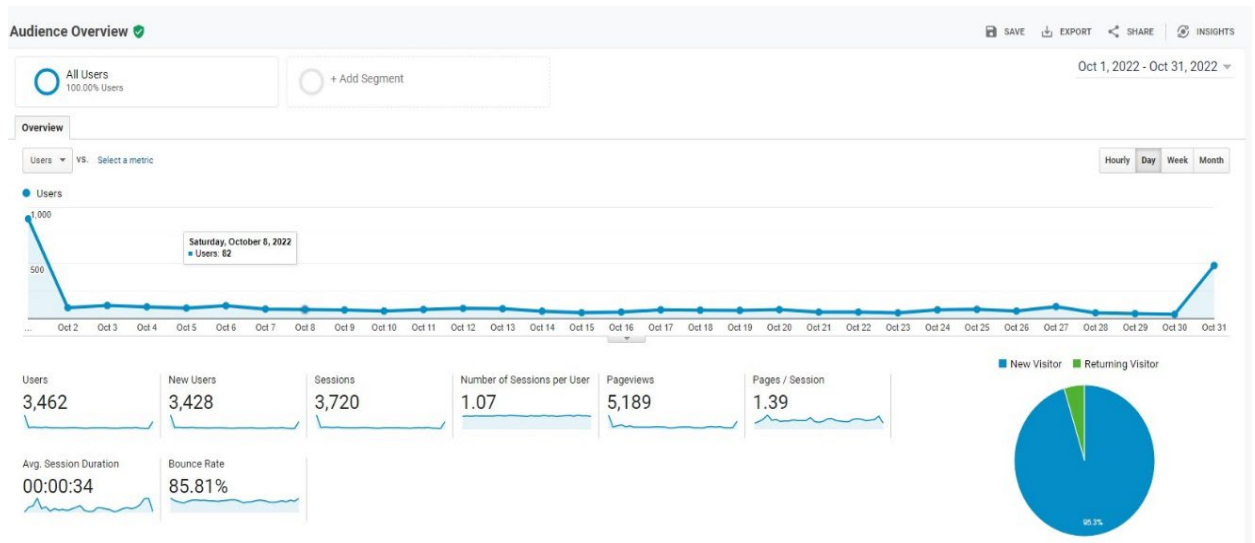 Audience Overview
SAVE EXPORT SHARE INSIGHTS
All Users
100.00% Users
+ Add Segment
Oct 1, 2022 - Oct 31, 2022
Overview
Users VS. Select a metric
Hourly Day Week Month
Users
1,000
500
Saturday, October 8, 2022
Users: 82
... Oct 2 Oct 3 Oct 4 Oct 5 Oct 6 Oct 7 Oct 8 Oct 9 Oct 10 Oct 11 Oct 12 Oct 13 Oct 14 Oct 15 Oct 16 Oct 17 Oct 18 Oct 19 Oct 20 Oct 21 Oct 22 Oct 23 Oct 24 Oct 25 Oct 26 Oct 27 Oct 28 Oct 29 Oct 30 Oct 31
New Visitor Returning Visitor
Users New Users Sessions Number of Sessions per User Pageviews Pages / Session
3,462 3,428 3,720 1.07 5,189 1.39
Avg. Session Duration Bounce Rate
00:00:34 85.81%
95.3%